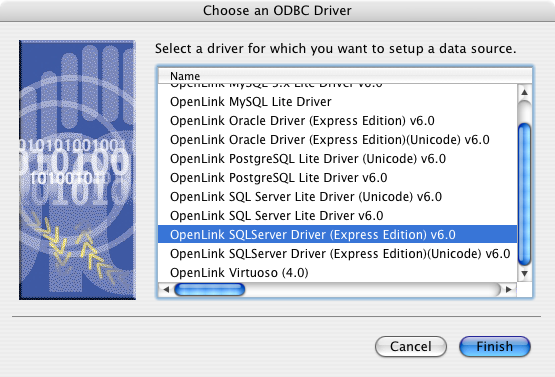 Choose an ODBC Driver
Select a driver for which you want to setup a data source.
Name
OpenLink MySQL 5.x Lite Driver v6.0
OpenLink MySQL Lite Driver
OpenLink Oracle Driver (Express Edition) v6.0
OpenLink Oracle Driver (Express Edition)(Unicode) v6.0
OpenLink PostgreSQL Lite Driver (Unicode) v6.0
OpenLink PostgreSQL Lite Driver v6.0
OpenLink SQL Server Lite Driver (Unicode) v6.0
OpenLink SQL Server Lite Driver v6.0
OpenLink SQLServer Driver (Express Edition) v6.0
OpenLink SQLServer Driver (Express Edition)(Unicode) v6.0
OpenLink Virtuoso (4.0)
Cancel
Finish